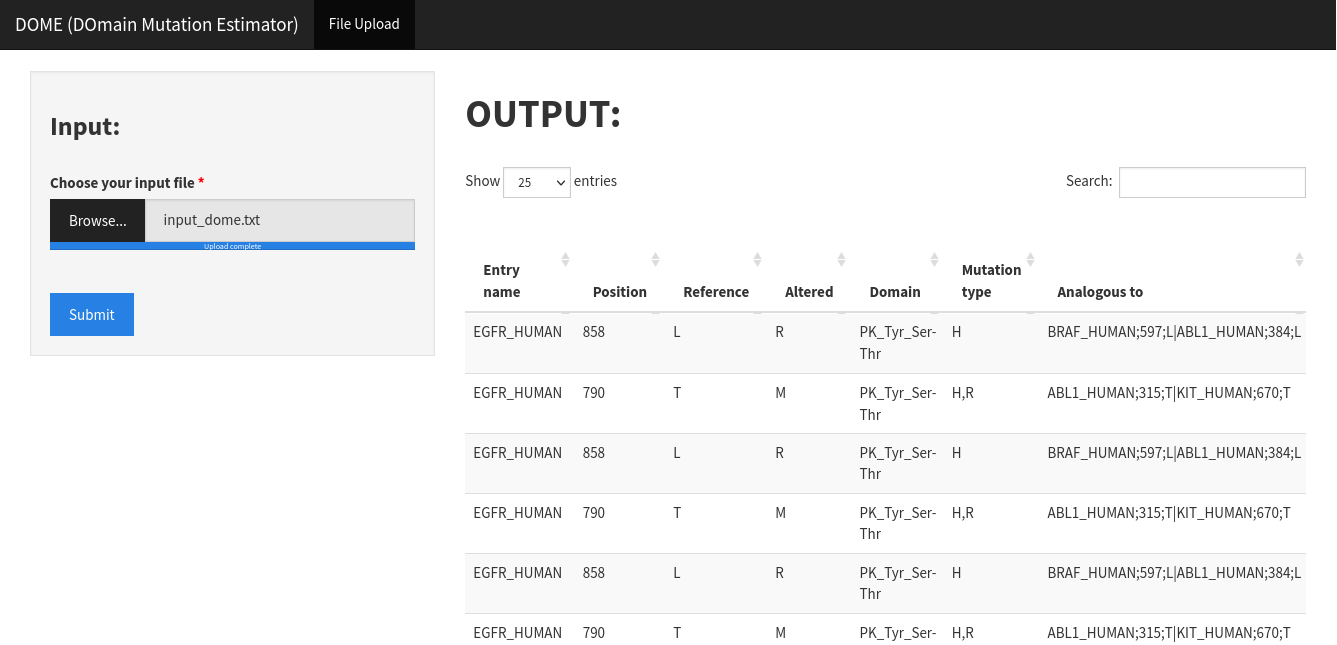 DOME (DOmain Mutation Estimator) File Upload
Input:
Choose your input file *
Browse... input_dome.txt
Upload complete
Submit
OUTPUT:
Show 25 entries Search:
Entry name Position Reference Altered Domain Mutation type Analogous to
EGFR_HUMAN 858 L R PK_Tyr_Ser-Thr H BRAF_HUMAN;597;L|ABL1_HUMAN;384;L
EGFR_HUMAN 790 T M PK_Tyr_Ser-Thr H,R ABL1_HUMAN;315;T|KIT_HUMAN;670;T
EGFR_HUMAN 858 L R PK_Tyr_Ser-Thr H BRAF_HUMAN;597;L|ABL1_HUMAN;384;L
EGFR_HUMAN 790 T M PK_Tyr_Ser-Thr H,R ABL1_HUMAN;315;T|KIT_HUMAN;670;T
EGFR_HUMAN 858 L R PK_Tyr_Ser-Thr H BRAF_HUMAN;597;L|ABL1_HUMAN;384;L
EGFR_HUMAN 790 T M PK_Tyr_Ser- H,R ABL1_HUMAN;315;T|KIT_HUMAN;670;T